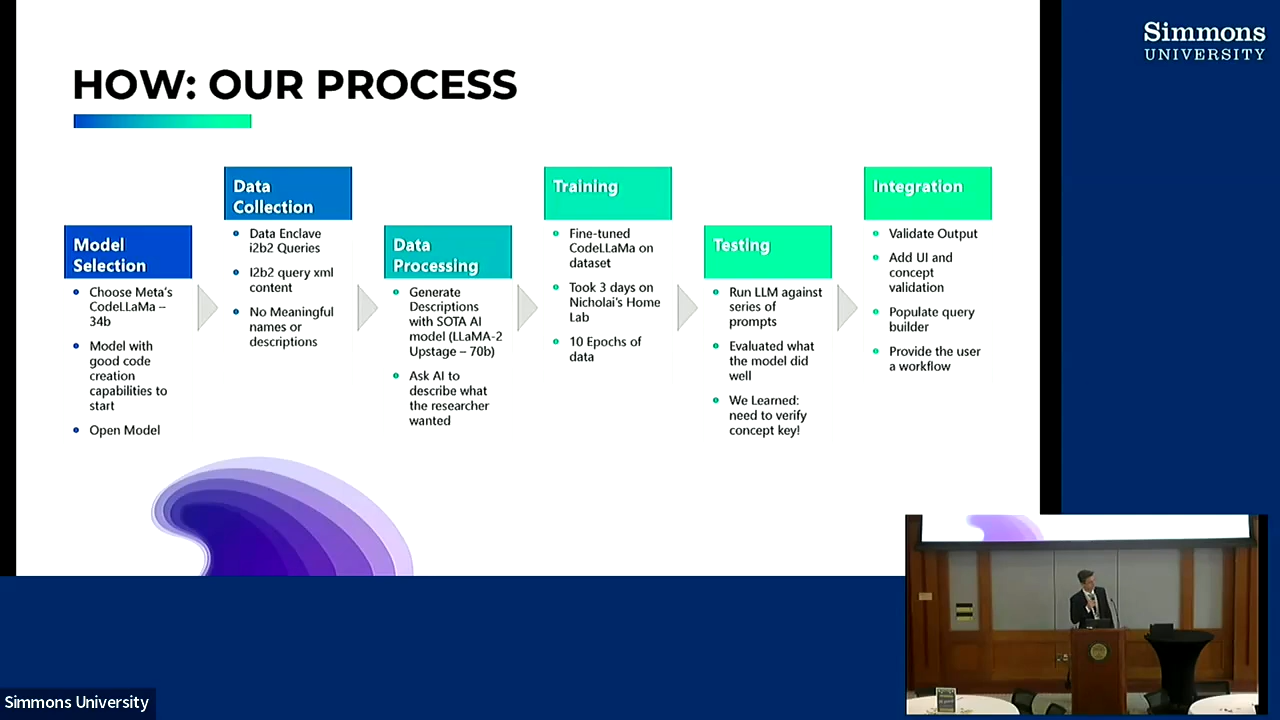 HOW: OUR PROCESS
Simmons
UNIVERSITY
Model
Selection
Choose Meta's
CodeLLaMa –
34b
Model with
good code
creation
capabilities to
start
Open Model
Data
Collection
Data Enclave
i2b2 Queries
I2b2 query xml
content
No Meaningful
names or
descriptions
Data
Processing
Generate
Descriptions
with SOTA AI
model (LLaMA-2
Upstage – 70b)
Ask AI to
describe what
the researcher
wanted
Training
Fine-tuned
CodeLLaMa on
dataset
Took 3 days on
Nicholai's Home
Lab
10 Epochs of
data
Testing
Run LLM against
series of
prompts
Evaluated what
the model did
well
We Learned:
need to verify
concept key!
Integration
Validate Output
Add UI and
concept
validation
Populate query
builder
Provide the user
a workflow
Simmons University